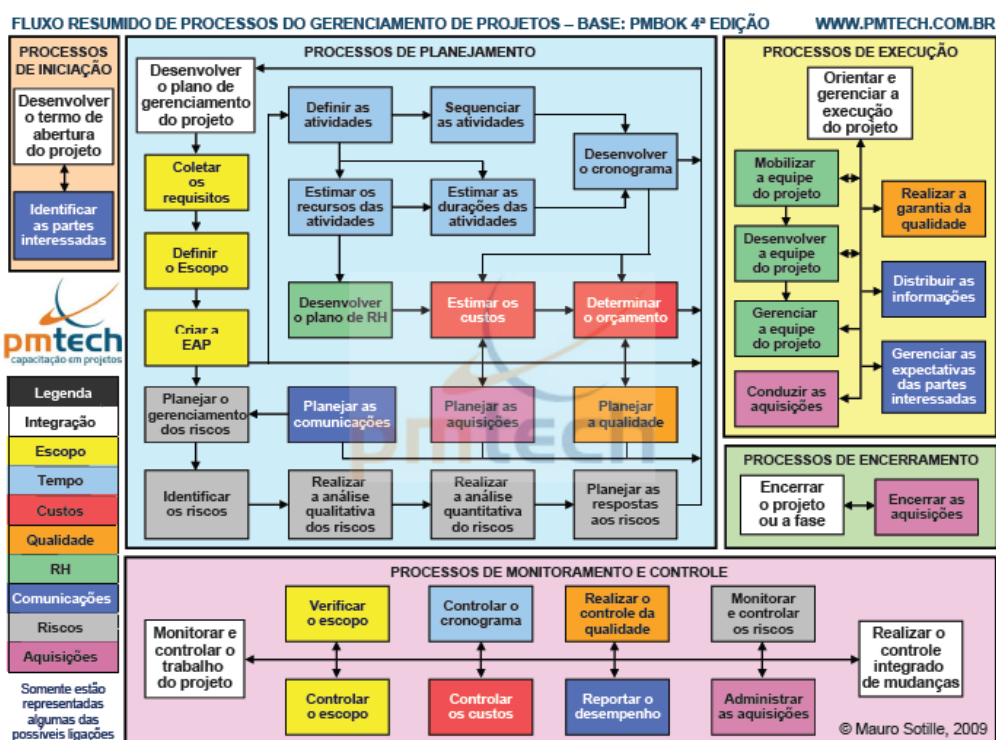 FLUXO RESUMIDO DE PROCESSOS DO GERENCIAMENTO DE PROJETOS – BASE: PMBOK 4ª EDIÇÃO
WWW.PMTECH.COM.BR
PROCESSOS
DE INICIAÇÃO
Desenvolver
o termo de
abertura
do projeto
Identificar
as partes
interessadas
pmtech
capacitação em projetos
Legenda
Integração
Escopo
Tempo
Custos
Qualidade
RH
Comunicações
Riscos
Aquisições
Somente estão
representadas
algumas das
possíveis ligações
PROCESSOS DE PLANEJAMENTO
Desenvolver
o plano de
gerenciamento
do projeto
Definir as
atividades
Sequenciar
as atividades
Desenvolver
o cronograma
Coletar
os
requisitos
Estimar os
recursos das
atividades
Estimar as
durações das
atividades
Definir
o Escopo
Criar a
EAP
Desenvolver
o plano de RH
Estimar os
custos
Determinar
o orçamento
Planejar o
gerenciamento
dos riscos
Planejar as
comunicações
Planejar as
aquisições
Planejar
a qualidade
pmtech
Identificar
os riscos
Realizar
a análise
qualitativa
dos riscos
Realizar
a análise
quantitativa
do riscos
Planejar as
respostas
aos riscos
PROCESSOS DE EXECUÇÃO
Orientar e
gerenciar a
execução
do projeto
Mobilizar
a equipe
do projeto
Realizar a
garantia da
qualidade
Desenvolver
a equipe
do projeto
Distribuir as
informações
Gerenciar
a equipe
do projeto
Gerenciar as
expectativas
das partes
interessadas
Conduzir as
aquisições
PROCESSOS DE ENCERRAMENTO
Encerrar
o projeto
ou a fase
Encerrar as
aquisições
PROCESSOS DE MONITORAMENTO E CONTROLE
Monitorar e
controlar o
trabalho
do projeto
Verificar
o escopo
Controlar o
cronograma
Realizar o
controle da
qualidade
Monitorar
e controlar
os riscos
Controlar
o escopo
Controlar
os custos
Reportar o
desempenho
Administrar
as aquisições
Realizar o
controle
integrado
de mudanças
© Mauro Sotille, 2009